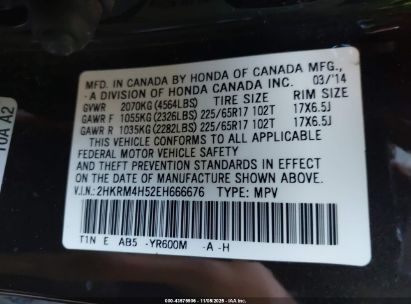 MFD. IN CANADA BY HONDA OF CANADA MFG.,
-A DIVISION OF HONDA CANADA INC. 03/'14
GVWR 2070KG (4564LBS) TIRE SIZE RIM SIZE
GAWR F 1055KG (2326LBS) 225/65R17 102T 17X6.5J
GAWR R 1035KG (2282LBS) 225/65R17 102T 17X6.5J
THIS VEHICLE CONFORMS TO ALL APPLICABLE
FEDERAL MOTOR VEHICLE SAFETY
AND THEFT PREVENTION STANDARDS IN EFFECT
ON THE DATE OF MANUFACTURE SHOWN ABOVE.
V.I.N.: 2HKRM4H52EH666676 TYPE: MPV
T1N E AB5 -YR600M -A -H
10A A2